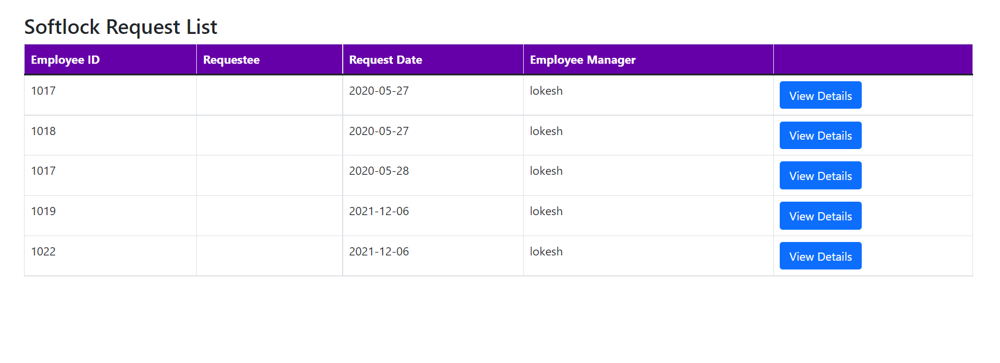 Softlock Request List
Employee ID Requestee Request Date Employee Manager
1017 2020-05-27 lokesh View Details
1018 2020-05-27 lokesh View Details
1017 2020-05-28 lokesh View Details
1019 2021-12-06 lokesh View Details
1022 2021-12-06 lokesh View Details